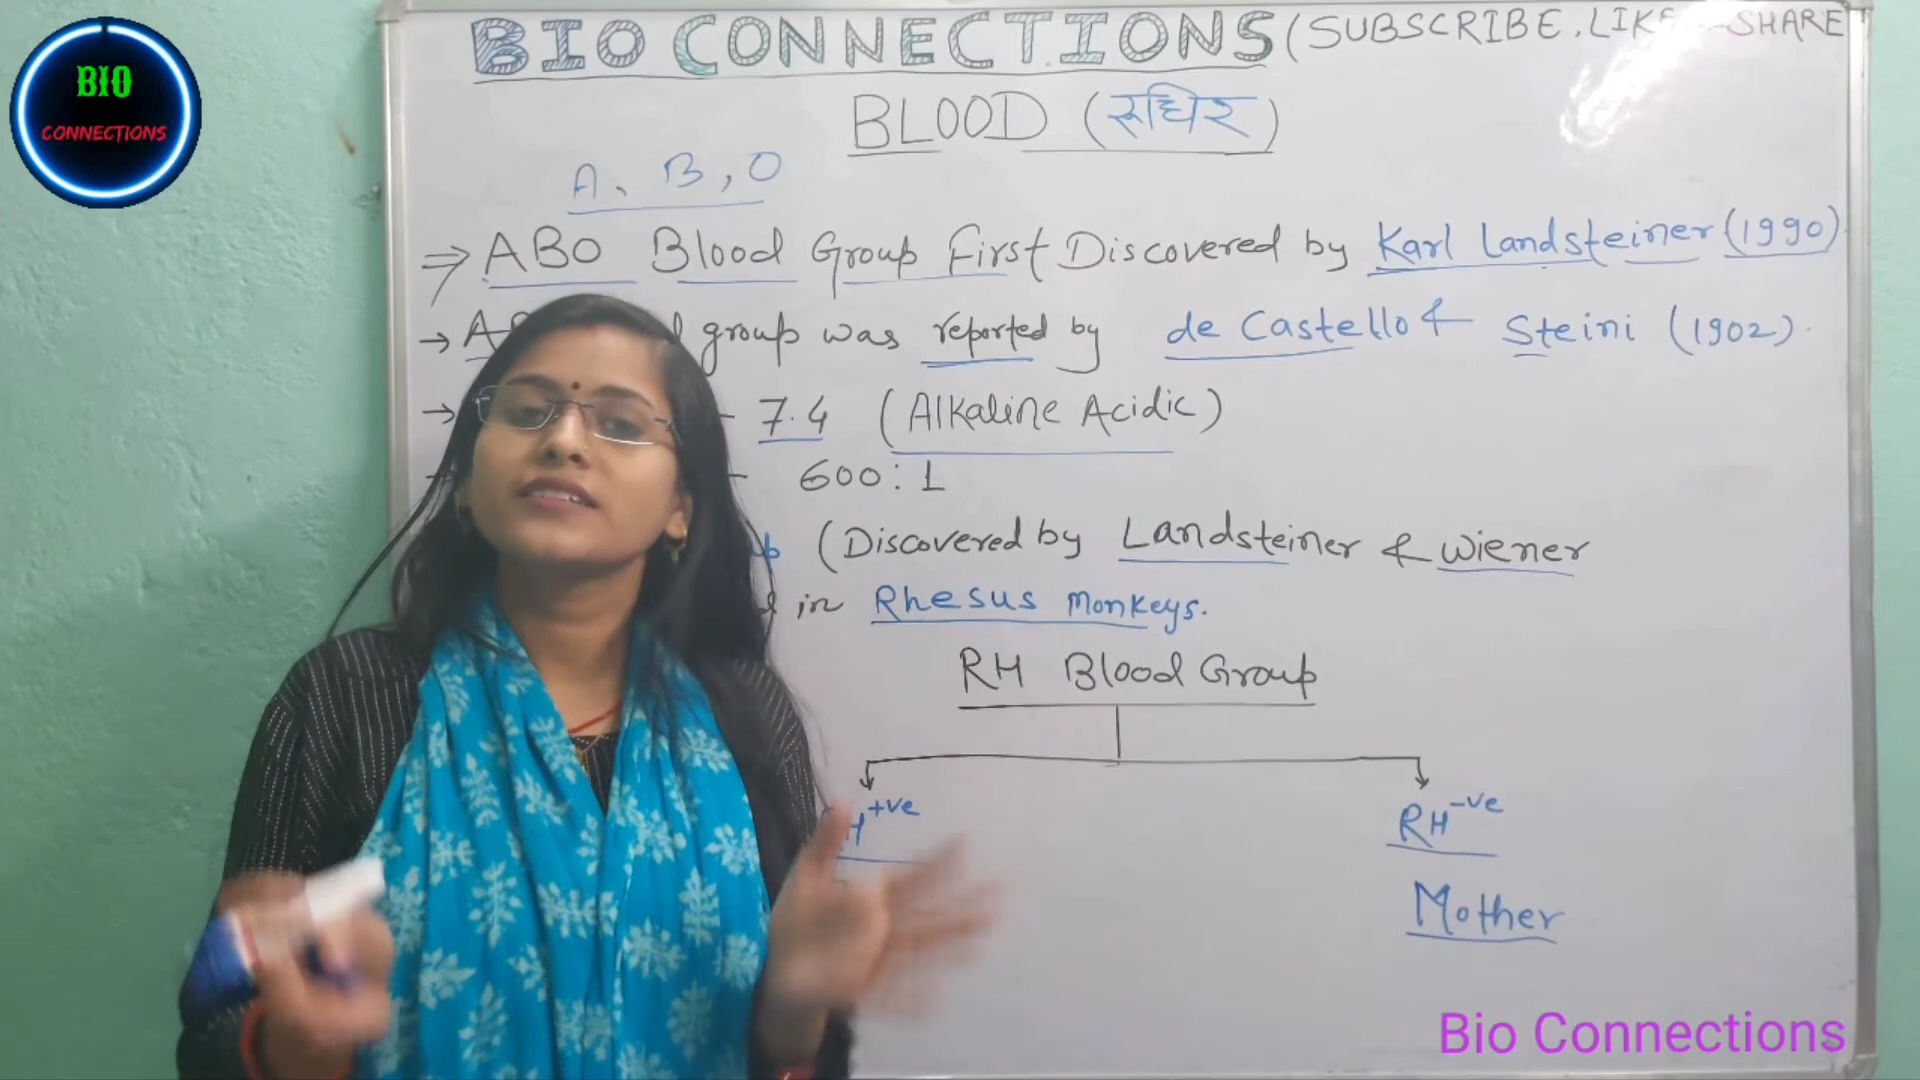 BIO
CONNECTIONS
BIO CONNECTIONS (SUBSCRIBE, LIKE SHARE
BLOOD (रूधिर)
A, B, O
⇒ ABO Blood Group First Discovered by Karl Landsteiner (1990)
→ group was reported by de Castello & Steini (1902).
→ - 7.4 (Alkaline Acidic)
- 600:1
(Discovered by Landsteiner & Wiener
in Rhesus Monkeys.
RH Blood Group
H+ve RH-ve
Mother
Bio Connections